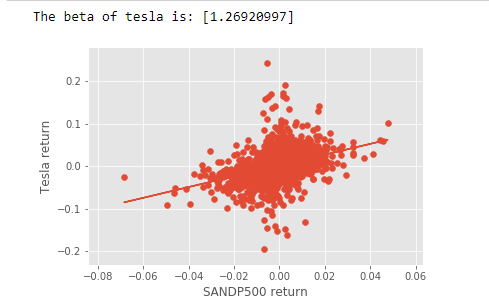 The beta of tesla is: [1.26920997]
0.2
0.1
0.0
−0.1
−0.2
Tesla return
−0.08 −0.06 −0.04 −0.02 0.00 0.02 0.04 0.06
SANDP500 return